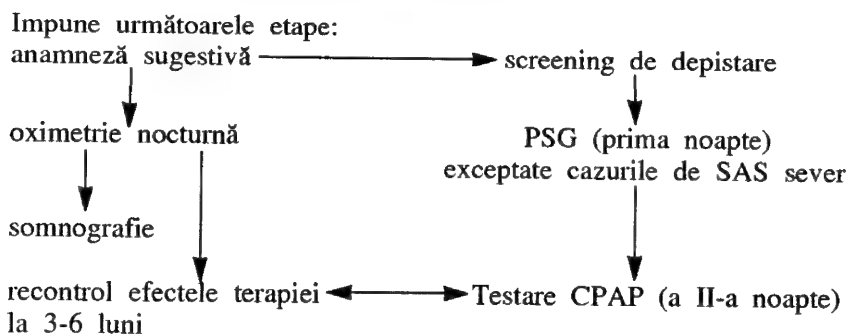 Impune următoarele etape:
anamneză sugestivă
screening de depistare
oximetrie nocturnă
PSG (prima noapte)
exceptate cazurile de SAS sever
somnografie
recontrol efectele terapiei
la 3-6 luni
Testare CPAP (a II-a noapte)